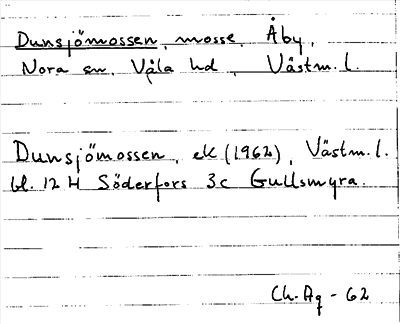 Dunsjömossen, mosse, Åby,
Nora sn, Våla hd, Västm. l.
Dunsjömossen, ek (1962), Västm. l.
bl. 12 H Söderfors 3c Gullsmyra.
Ch. Ag - 62